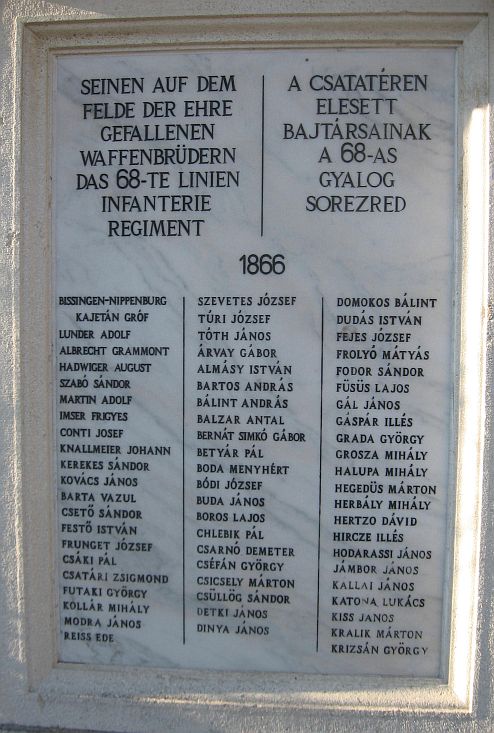 SEINEN AUF DEM
FELDE DER EHRE
GEFALLENEN
WAFFENBRÜDERN
DAS 68-TE LINIEN
INFANTERIE
REGIMENT
A CSATATÉREN
ELESETT
BAJTÁRSAINAK
A 68-AS
GYALOG
SOREZRED
1866
BISSINGEN-NIPPENBURG
KAJETÁN GRÓF
LUNDER ADOLF
ALBRECHT GRAMMONT
HADWIGER AUGUST
SZABÓ SÁNDOR
MARTIN ADOLF
IMSER FRIGYES
CONTI JOSEF
KNALLMEIER JOHANN
KEREKES SÁNDOR
KOVÁCS JÁNOS
BARTA VAZUL
CSETŐ SÁNDOR
FESTŐ ISTVÁN
FRUNGET JÓZSEF
CSÁKI PÁL
CSATÁRI ZSIGMOND
FUTAKI GYÖRGY
KOLLÁR MIHÁLY
MODRA JÁNOS
REISS EDE
SZEVETES JÓZSEF
TÚRI JÓZSEF
TÓTH JÁNOS
ÁRVAY GÁBOR
ALMÁSY ISTVÁN
BARTOS ANDRÁS
BÁLINT ANDRÁS
BALZAR ANTAL
BERNÁT SIMKÓ GÁBOR
BETYÁR PÁL
BODA MENYHÉRT
BÓDI JÓZSEF
BUDA JÁNOS
BOROS LAJOS
CHLEBIK PÁL
CSARNÓ DEMETER
CSÉFÁN GYÖRGY
CSICSELY MÁRTON
CSÜLLÖG SÁNDOR
DETKI JÁNOS
DINYA JÁNOS
DOMOKOS BÁLINT
DUDÁS ISTVÁN
FEJES JÓZSEF
FROLYÓ MÁTYÁS
FODOR SÁNDOR
FÜSÜS LAJOS
GÁL JÁNOS
GÁSPÁR ILLÉS
GRADA GYÖRGY
GROSZA MIHÁLY
HALUPA MIHÁLY
HEGEDÜS MÁRTON
HERBÁLY MIHÁLY
HERTZO DÁVID
HIRCZE ILLÉS
HODARASSI JÁNOS
JÁMBOR JÁNOS
KALLAI JÁNOS
KATONA LUKÁCS
KISS JANOS
KRALIK MÁRTON
KRIZSÁN GYÖRGY